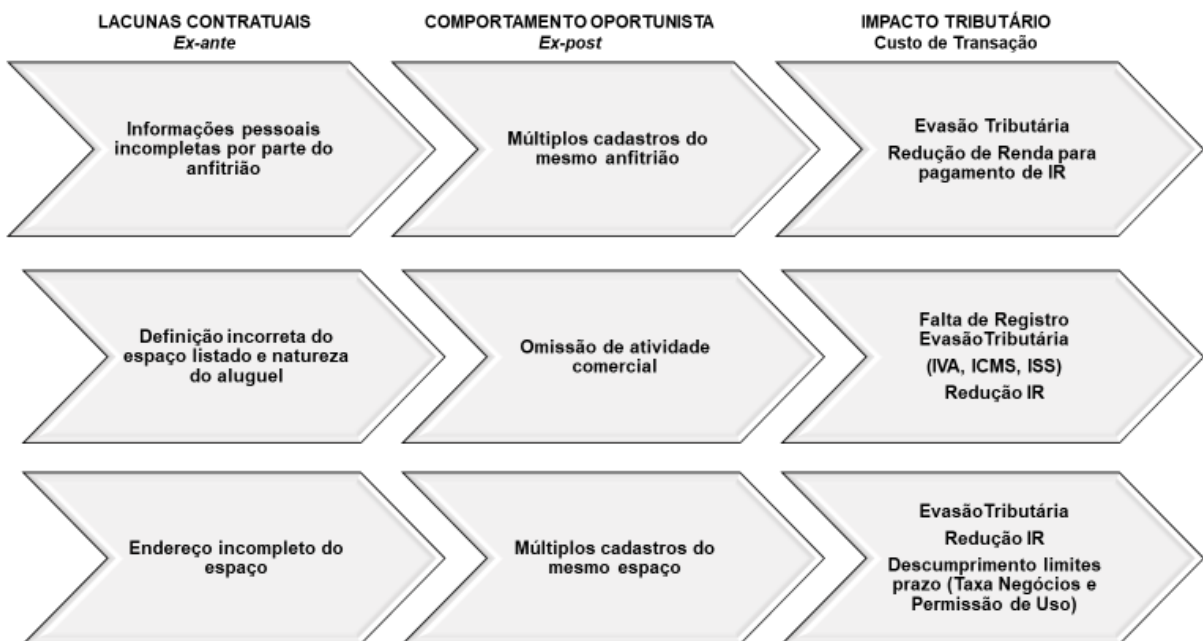 LACUNAS CONTRATUAIS
Ex-ante
COMPORTAMENTO OPORTUNISTA
Ex-post
IMPACTO TRIBUTÁRIO
Custo de Transação
Informações pessoais
incompletas por parte do
anfitrião
Múltiplos cadastros do
mesmo anfitrião
Evasão Tributária
Redução de Renda para
pagamento de IR
Definição incorreta do
espaço listado e natureza
do aluguel
Omissão de atividade
comercial
Falta de Registro
EvasãoTributária
(IVA, ICMS, ISS)
Redução IR
Endereço incompleto do
espaço
Múltiplos cadastros do
mesmo espaço
EvasãoTributária
Redução IR
Descumprimento limites
prazo (Taxa Negócios e
Permissão de Uso)